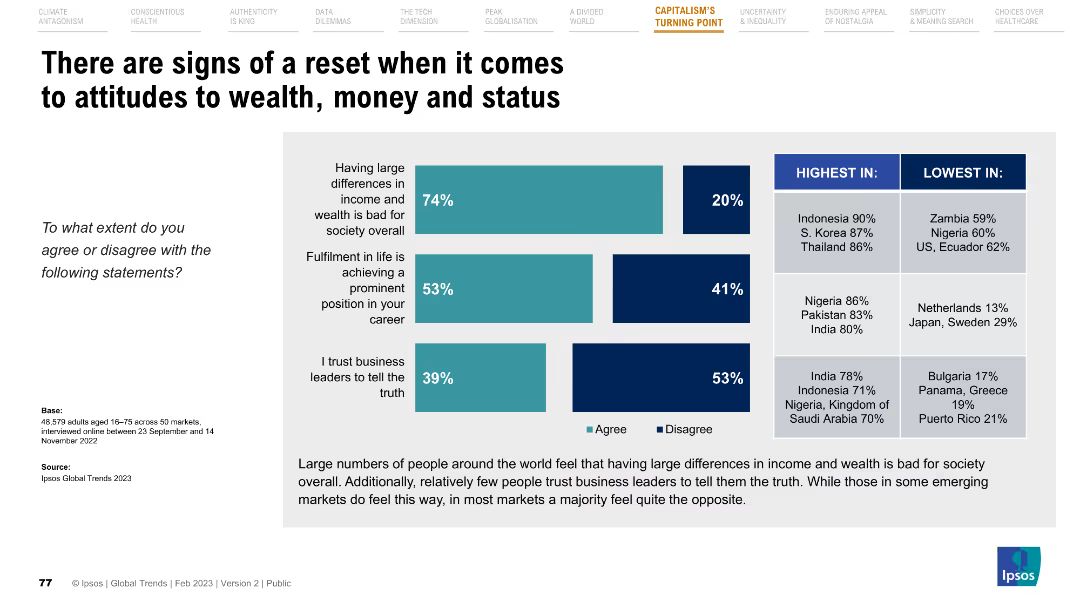 CLIMATE
ANTAGONISM
CONSCIENTIOUS
HEALTH
AUTHENTICITY
IS KING
DATA
DILEMMAS
THE TECH
DIMENSION
PEAK
GLOBALISATION
A DIVIDED
WORLD
CAPITALISM'S
TURNING POINT
UNCERTAINTY
& INEQUALITY
ENDURING APPEAL
OF NOSTALGIA
SIMPLICITY
& MEANING SEARCH
CHOICES OVER
HEALTHCARE
There are signs of a reset when it comes
to attitudes to wealth, money and status
To what extent do you
agree or disagree with the
following statements?
Base:
48,579 adults aged 16–75 across 50 markets,
interviewed online between 23 September and 14
November 2022
Source:
Ipsos Global Trends 2023
Having large
differences in
income and
wealth is bad for
society overall
74%
20%
Fulfilment in life is
achieving a
prominent
position in your
career
53%
41%
I trust business
leaders to tell the
truth
39%
53%
Agree
Disagree
HIGHEST IN:
LOWEST IN:
Indonesia 90%
S. Korea 87%
Thailand 86%
Zambia 59%
Nigeria 60%
US, Ecuador 62%
Nigeria 86%
Pakistan 83%
India 80%
Netherlands 13%
Japan, Sweden 29%
India 78%
Indonesia 71%
Nigeria, Kingdom of
Saudi Arabia 70%
Bulgaria 17%
Panama, Greece
19%
Puerto Rico 21%
Large numbers of people around the world feel that having large differences in income and wealth is bad for society
overall. Additionally, relatively few people trust business leaders to tell them the truth. While those in some emerging
markets do feel this way, in most markets a majority feel quite the opposite.
77
© Ipsos | Global Trends | Feb 2023 | Version 2 | Public
Ipsos